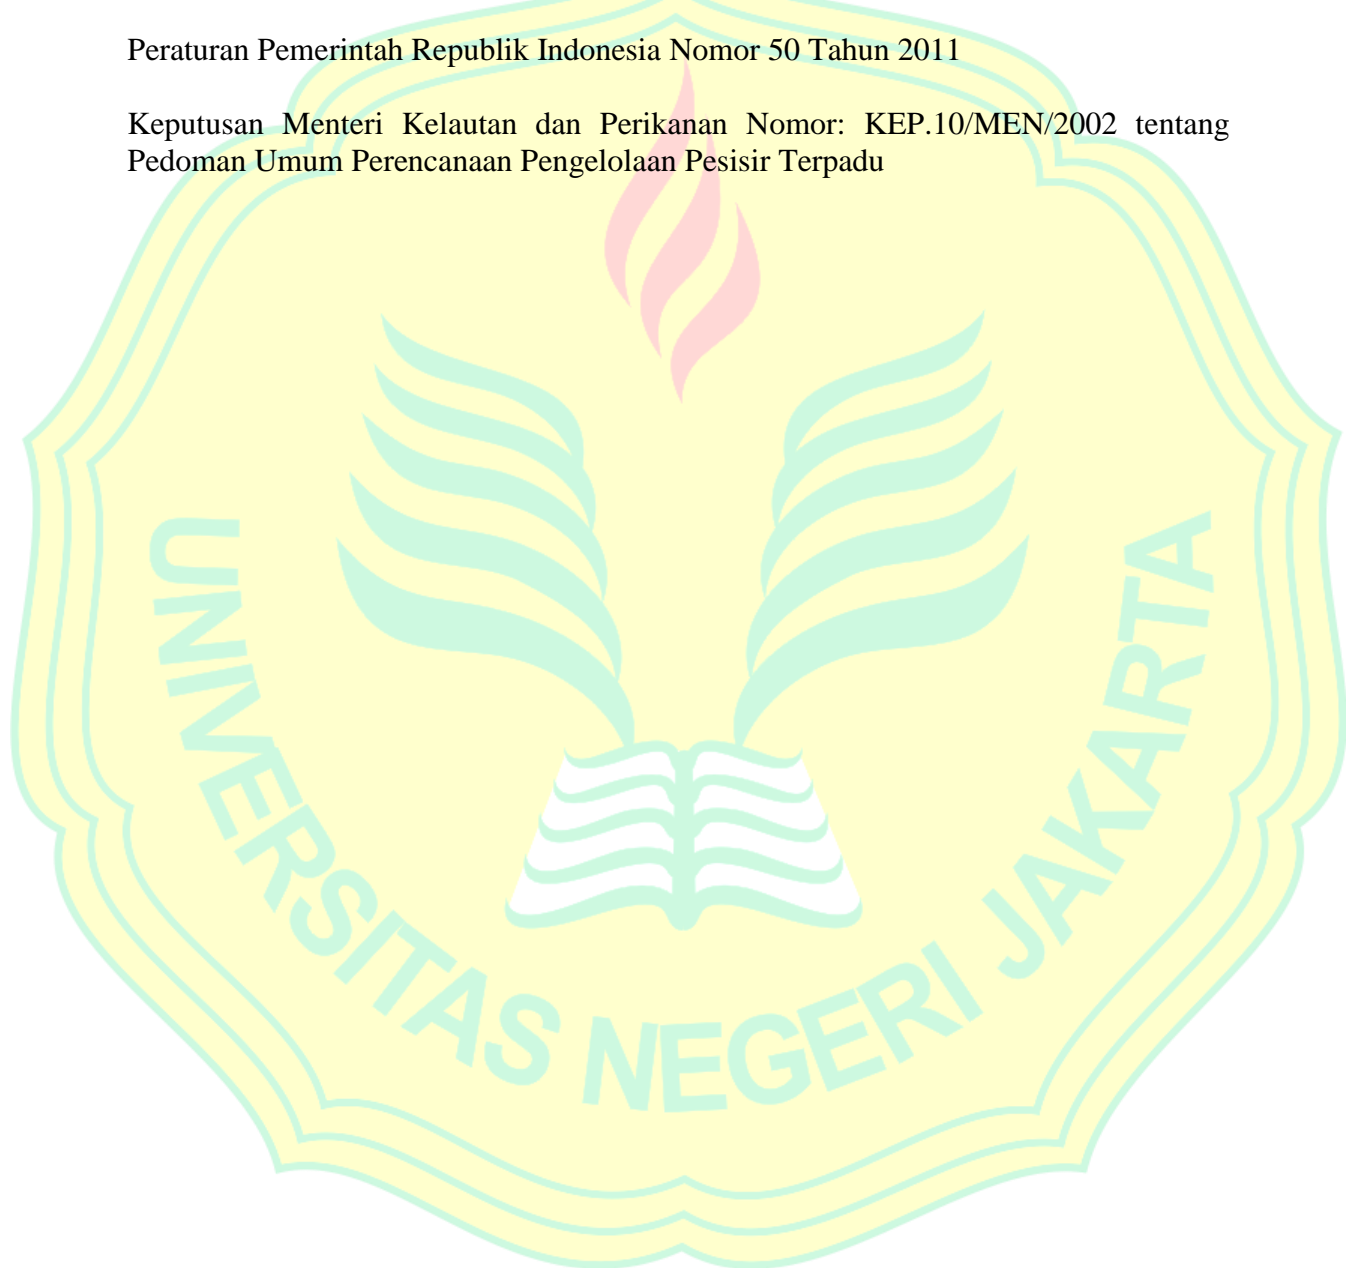 Peraturan Pemerintah Republik Indonesia Nomor 50 Tahun 2011
Keputusan Menteri Kelautan dan Perikanan Nomor: KEP.10/MEN/2002 tentang
Pedoman Umum Perencanaan Pengelolaan Pesisir Terpadu
UNIVERSITAS NEGERI JAKARTA